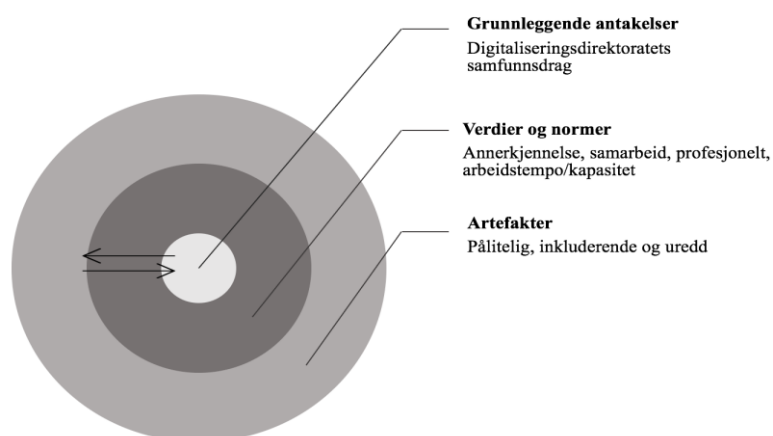 Grunnleggende antakelser
Digitaliseringsdirektoratets
samfunnsdrag
Verdier og normer
Annerkjennelse, samarbeid, profesjonelt,
arbeidstempo/kapasitet
Artefakter
Pålitelig, inkluderende og uredd